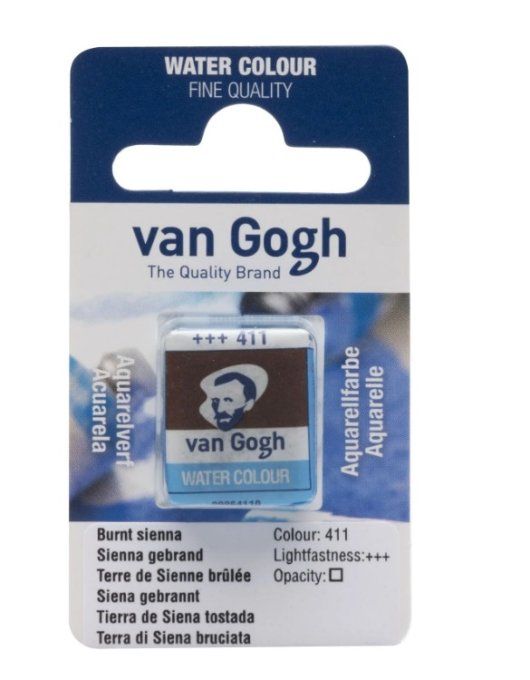 WATER COLOUR
FINE QUALITY
van Gogh
The Quality Brand
+++ 411
van Gogh
WATER COLOUR
Aquarelverf
Acuarela
Aquarellfarbe
Aquarelle
Burnt sienna
Sienna gebrand
Terre de Sienne brûlée
Siena gebrannt
Tierra de Siena tostada
Terra di Siena bruciata
Colour: 411
Lightfastness:+++
Opacity:☐